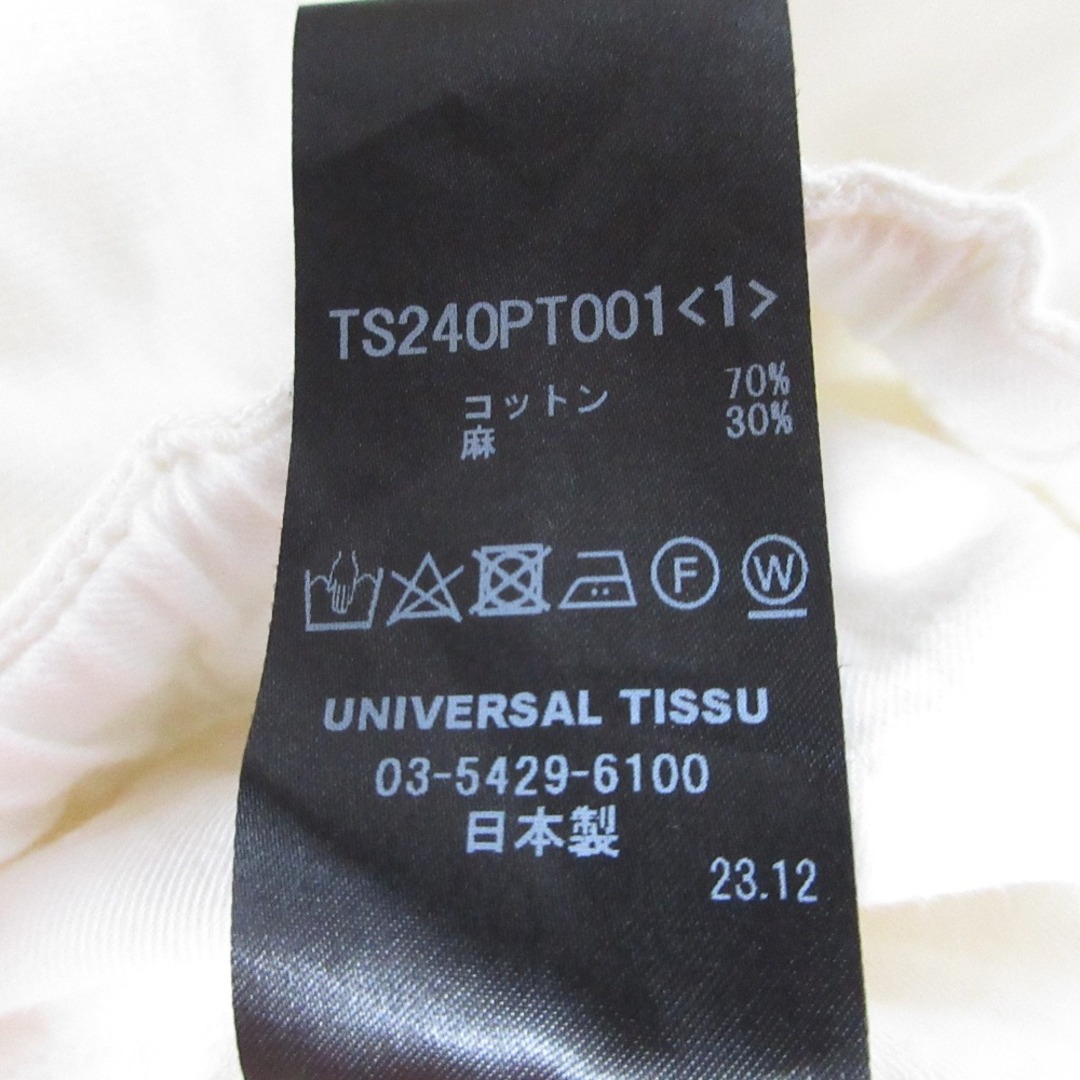 TS240PT001<1>
コットン 70%
麻 30%
F W
UNIVERSAL TISSU
03-5429-6100
日本製
23.12